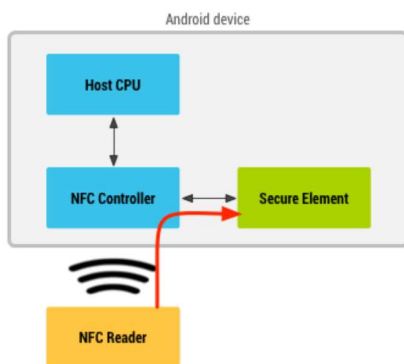 Android device
Host CPU
NFC Controller
Secure Element
NFC Reader